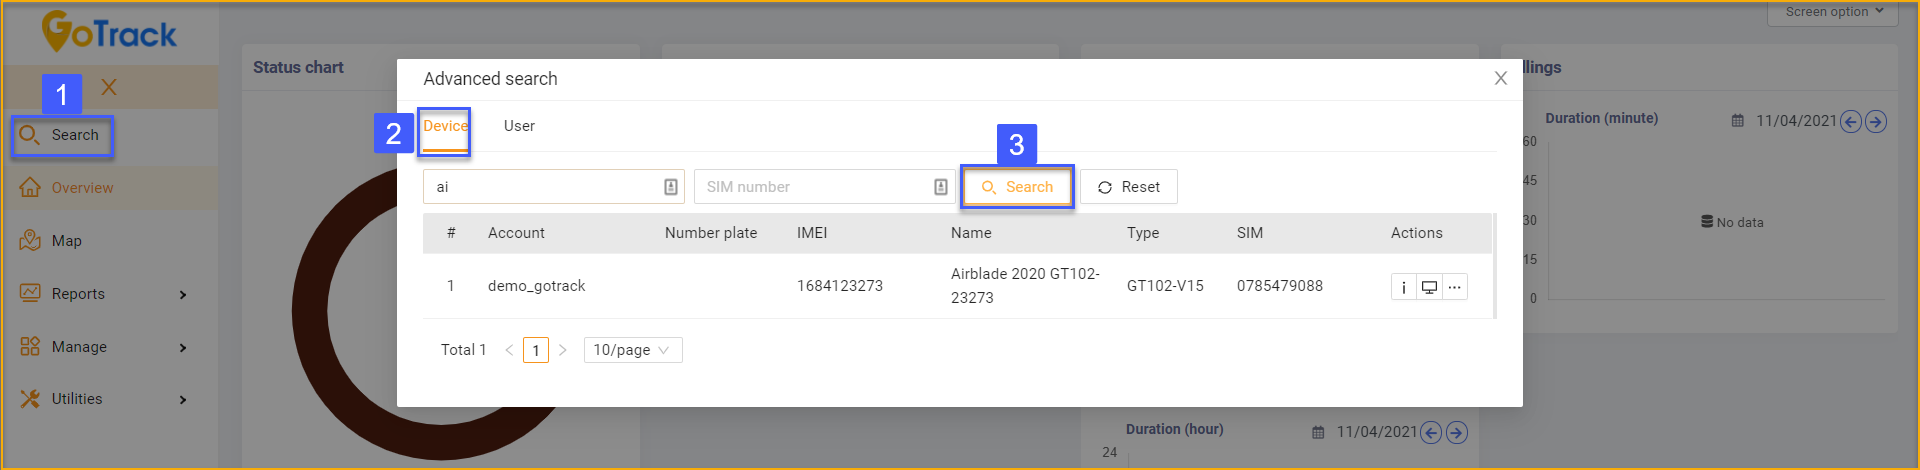 GoTrack
Screen option
1
Search
Overview
Map
Reports
Manage
Utilities
Status chart
Advanced search
2
Device
User
ai
SIM number
3
Search
Reset
# Account Number plate IMEI Name Type SIM Actions
1 demo_gotrack 1684123273 Airblade 2020 GT102-
23273 GT102-V15 0785479088 i ...
Total 1 < 1 > 10/page
llings
Duration (minute) 11/04/2021
60
45
30
15
0
No data
Duration (hour) 11/04/2021
24